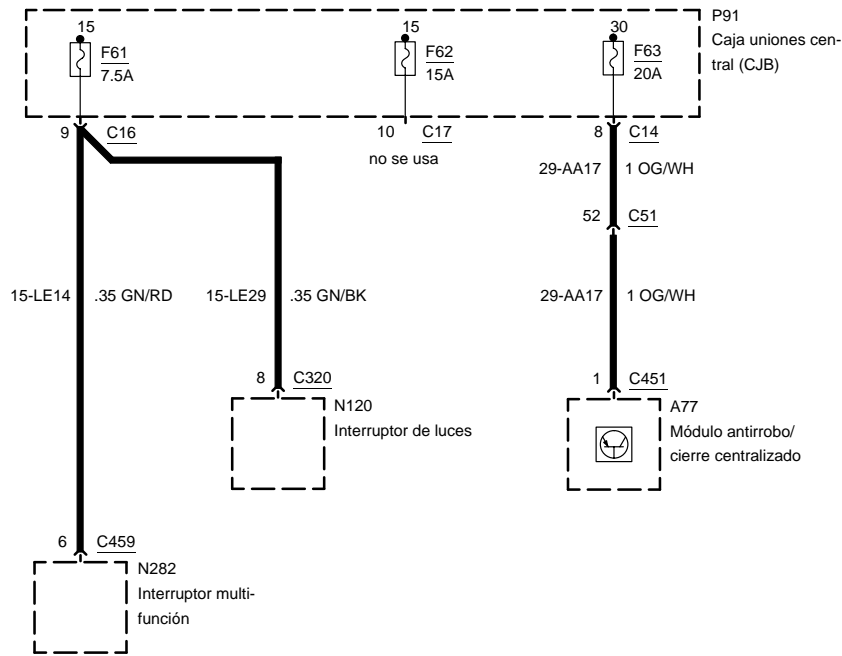 P91
Caja uniones cen-
tral (CJB)
15
F61
7.5A
15
F62
15A
30
F63
20A
9 C16
10 C17
no se usa
8 C14
29-AA17 1 OG/WH
52 C51
15-LE14 .35 GN/RD
15-LE29 .35 GN/BK
29-AA17 1 OG/WH
8 C320
N120
Interruptor de luces
1 C451
A77
Módulo antirrobo/
cierre centralizado
6 C459
N282
Interruptor multi-
función